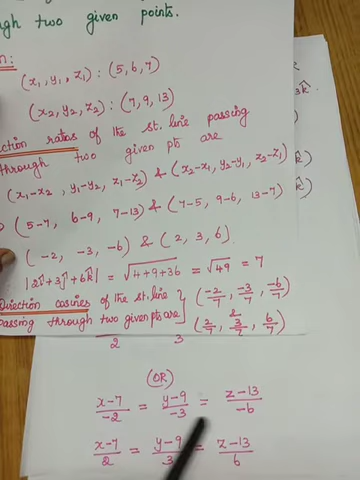 through two given points.
(x₁, y₁, z₁) : (5, 6, 7)
(x₂, y₂, z₂) : (7, 9, 13)
ratios of the st. line passing
through two given pts are
(x₁-x₂, y₁-y₂, z₁-z₂) & (x₂-x₁, y₂-y₁, z₂-z₁)
(5-7, 6-9, 7-13) & (7-5, 9-6, 13-7)
(-2, -3, -6) & (2, 3, 6)
|2î+3ĵ+6k̂| = √4+9+36 = √49 = 7
Direction cosines of the st. line } (-2/7, -3/7, -6/7)
&
passing through two given pts are } (2/7, 3/7, 6/7)
2 3
(OR)
x-7/-2 = y-9/-3 = z-13/-6
x-7/2 = y-9/3 = z-13/6